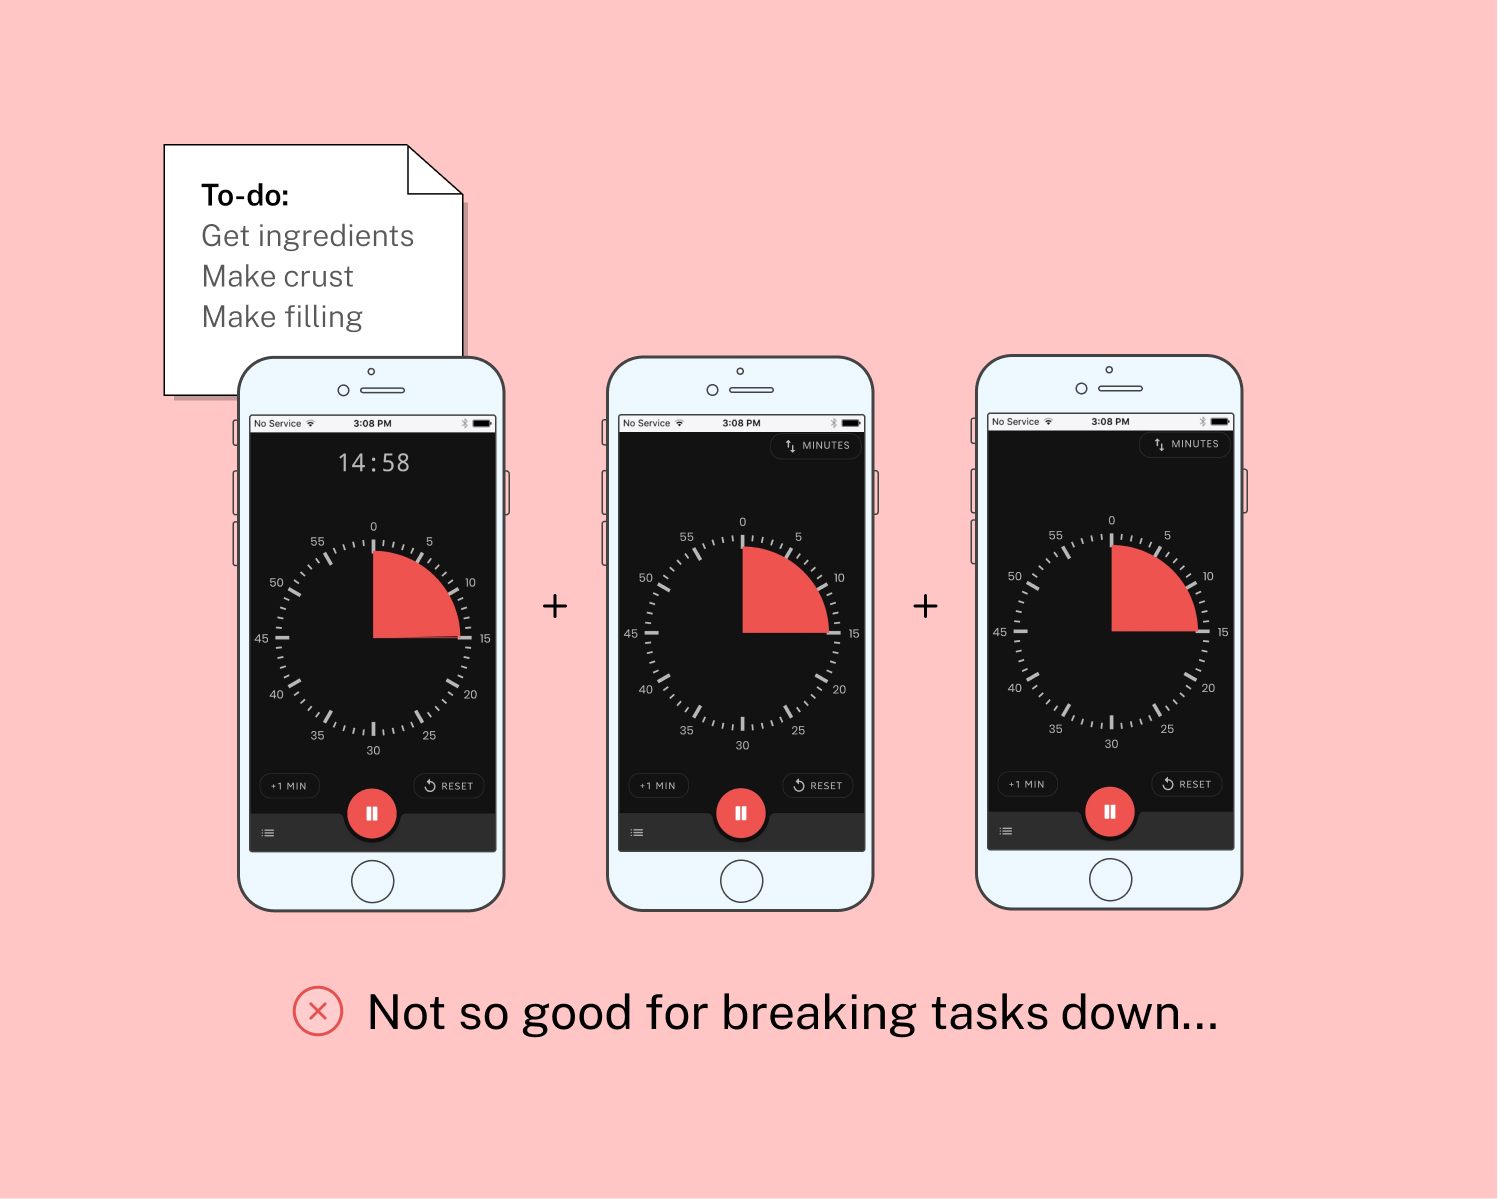 To-do:
Get ingredients
Make crust
Make filling
No Service 3:08 PM
14:58
0
55 5
50 10
45 15
40 20
35 25
30
+1 MIN RESET
+
No Service 3:08 PM
MINUTES
0
55 5
50 10
45 15
40 20
35 25
30
+1 MIN RESET
+
No Service 3:08 PM
MINUTES
0
55 5
50 10
45 15
40 20
35 25
30
+1 MIN RESET
Not so good for breaking tasks down...